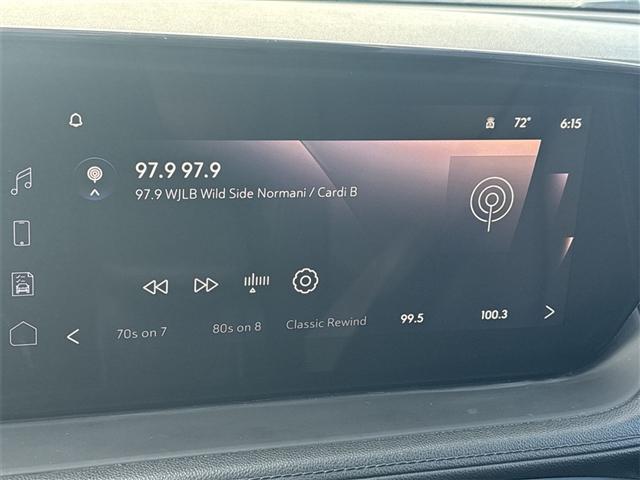 72° 6:15
97.9 97.9
97.9 WJLB Wild Side Normani / Cardi B
70s on 7 80s on 8 Classic Rewind 99.5 100.3